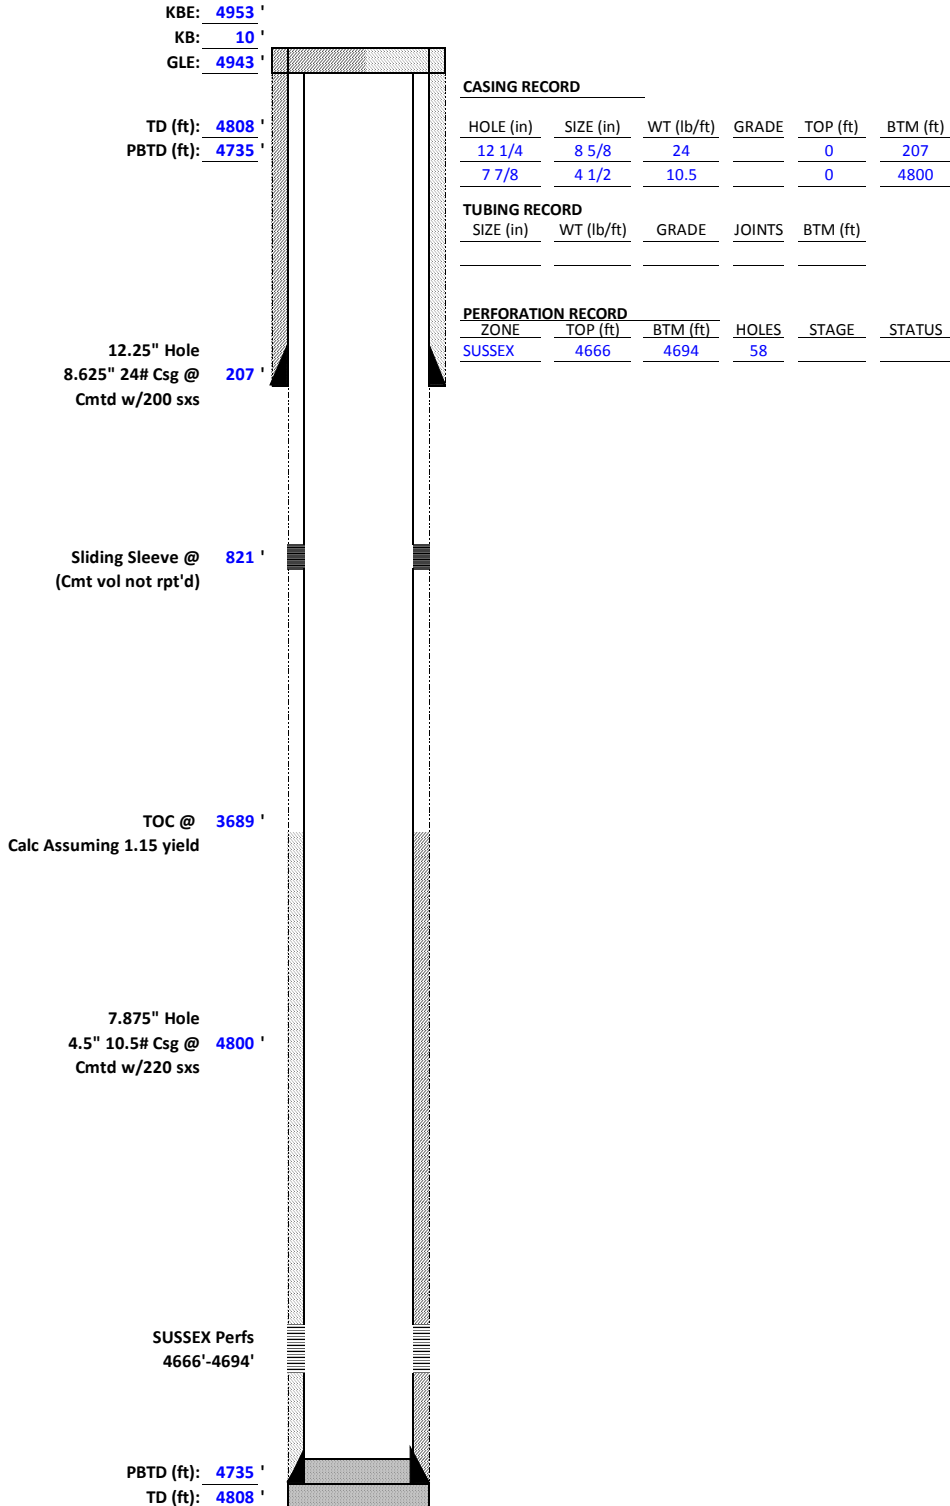 KBE: 4953 '
KB: 10 '
GLE: 4943 '
CASING RECORD
TD (ft): 4808 '
PBTD (ft): 4735 '
HOLE (in) SIZE (in) WT (lb/ft) GRADE TOP (ft) BTM (ft)
12 1/4 8 5/8 24 0 207
7 7/8 4 1/2 10.5 0 4800
TUBING RECORD
SIZE (in) WT (lb/ft) GRADE JOINTS BTM (ft)
PERFORATION RECORD
ZONE TOP (ft) BTM (ft) HOLES STAGE STATUS
SUSSEX 4666 4694 58
12.25" Hole
8.625" 24# Csg @ 207 '
Cmtd w/200 sxs
Sliding Sleeve @ 821 '
(Cmt vol not rpt'd)
TOC @ 3689 '
Calc Assuming 1.15 yield
7.875" Hole
4.5" 10.5# Csg @ 4800 '
Cmtd w/220 sxs
SUSSEX Perfs
4666'-4694'
PBTD (ft): 4735 '
TD (ft): 4808 '